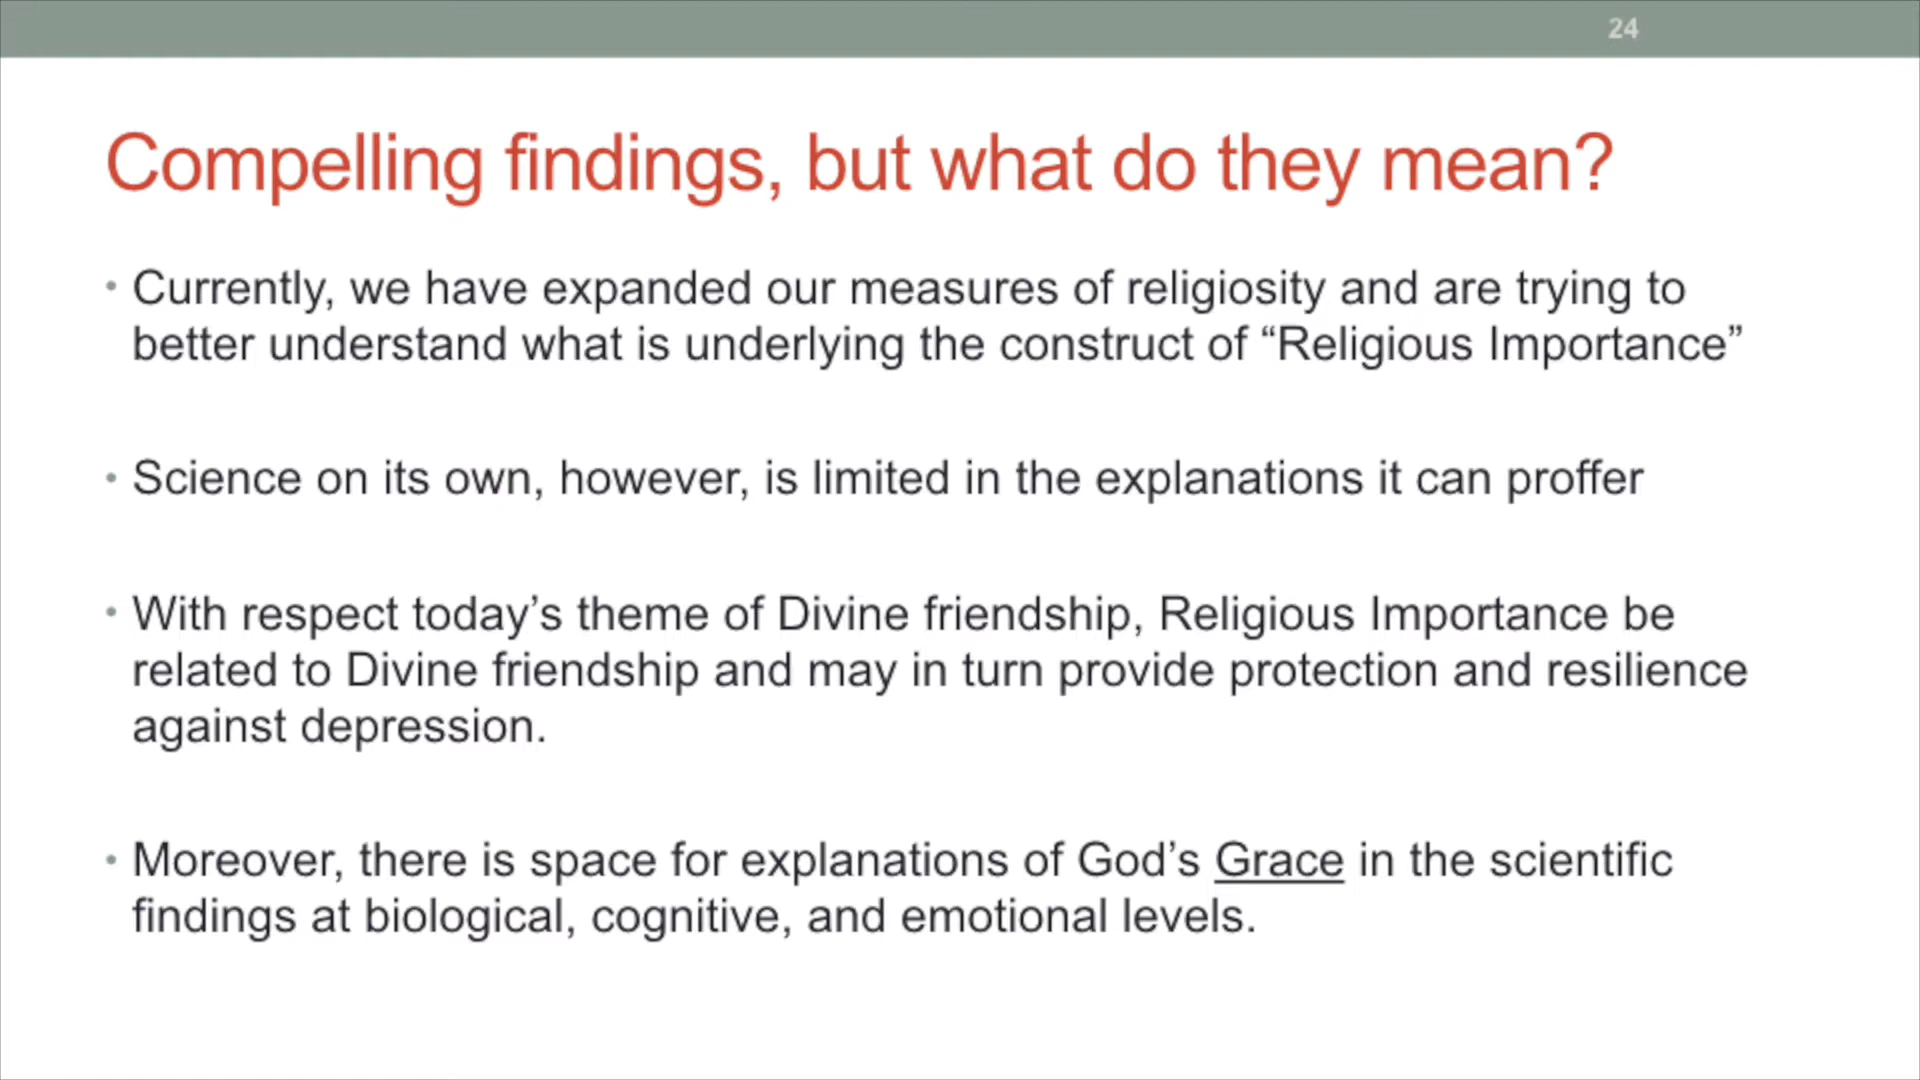 24
Compelling findings, but what do they mean?
• Currently, we have expanded our measures of religiosity and are trying to
better understand what is underlying the construct of “Religious Importance”
• Science on its own, however, is limited in the explanations it can proffer
• With respect today’s theme of Divine friendship, Religious Importance be
related to Divine friendship and may in turn provide protection and resilience
against depression.
• Moreover, there is space for explanations of God’s Grace in the scientific
findings at biological, cognitive, and emotional levels.